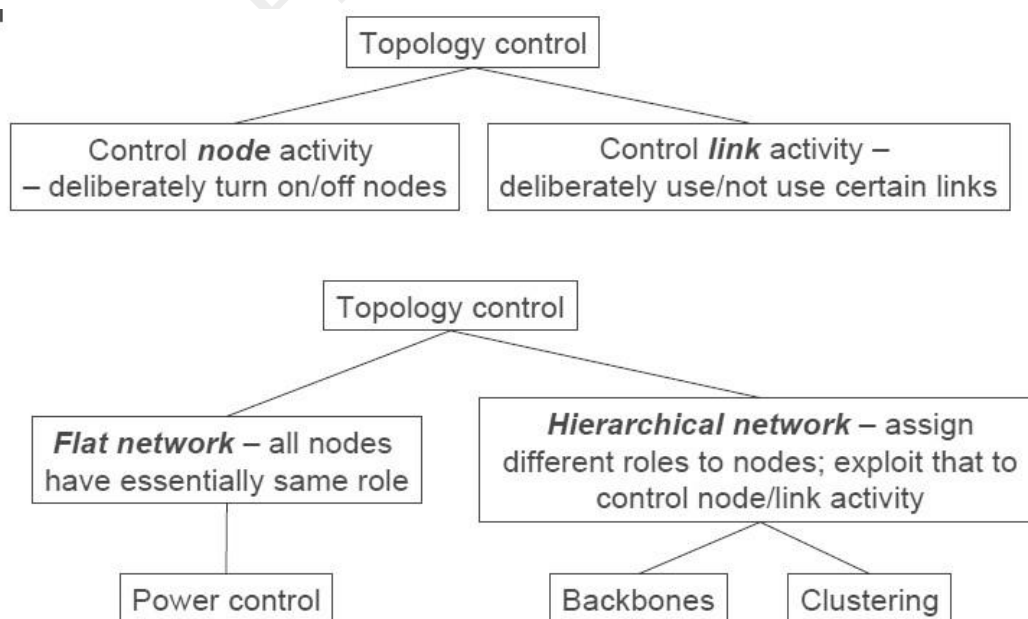 Topology control
Control node activity
– deliberately turn on/off nodes
Control link activity –
deliberately use/not use certain links
Topology control
Flat network – all nodes
have essentially same role
Hierarchical network – assign
different roles to nodes; exploit that to
control node/link activity
Power control
Backbones
Clustering